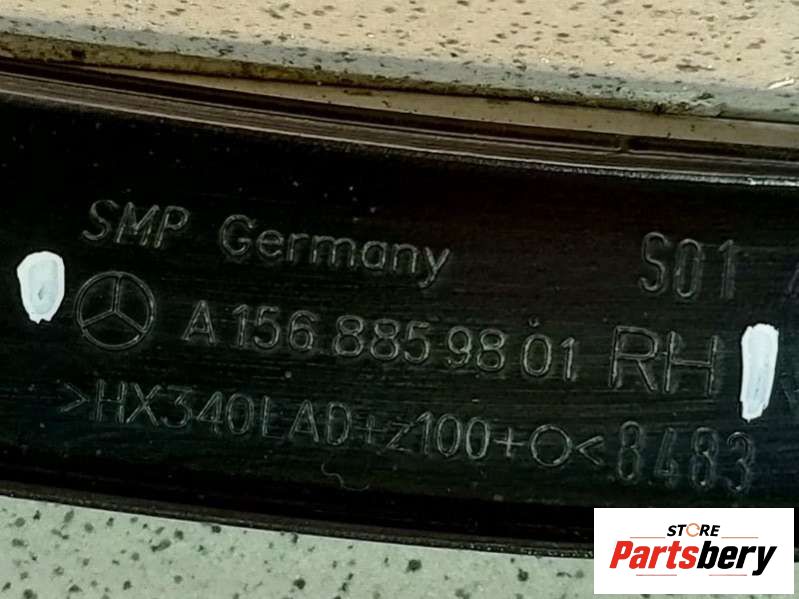 SMP Germany S01
A 156 885 98 01 RH
>HX340LAD+z100+O< 8483
STORE
Partsbery